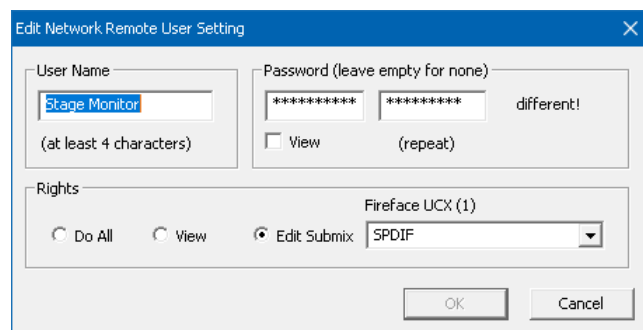 Edit Network Remote User Setting
User Name
Password (leave empty for none)
Stage Monitor
********** ********* different!
(at least 4 characters)
View
(repeat)
Rights
Fireface UCX (1)
Do All
View
Edit Submix
SPDIF
OK
Cancel